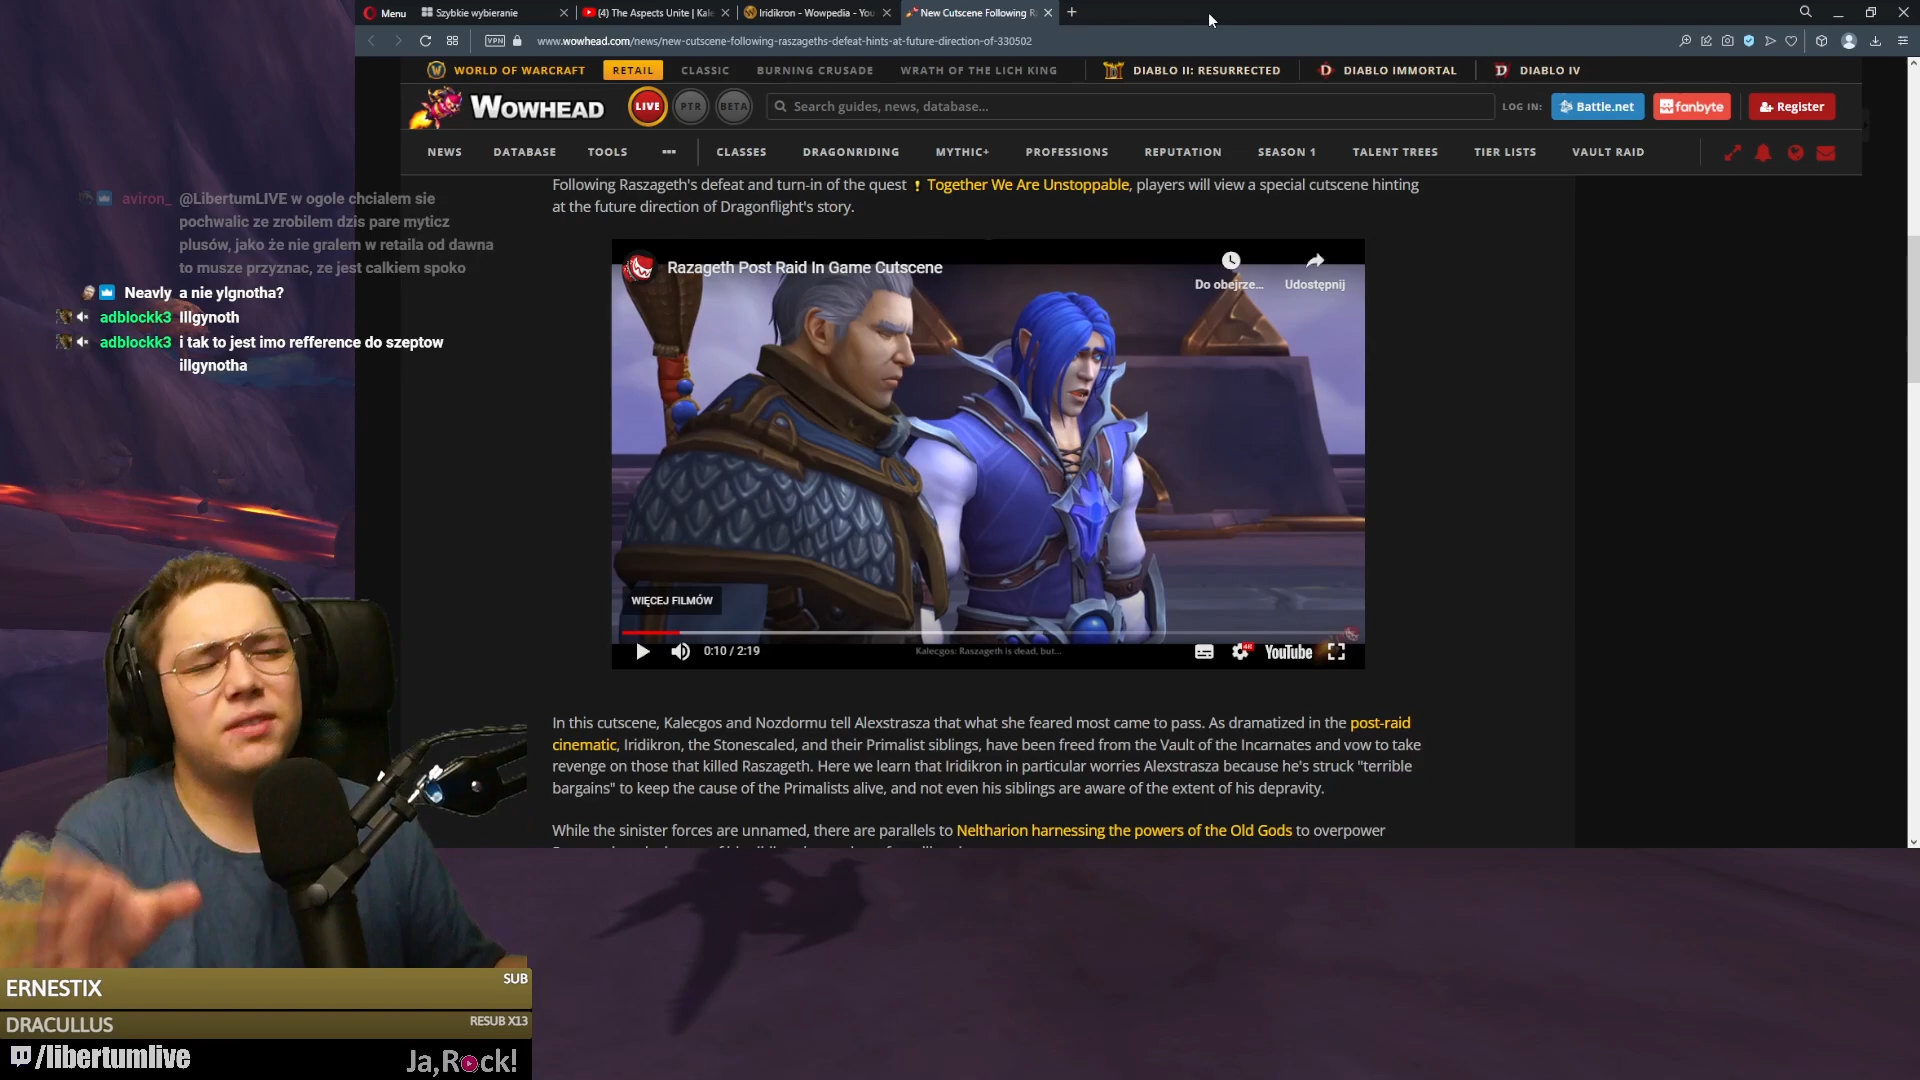 Menu
Szybkie wybieranie
(4) The Aspects Unite | Kale
Iridikron - Wowpedia - You
New Cutscene Following R
VPN
www.wowhead.com/news/new-cutscene-following-raszageths-defeat-hints-at-future-direction-of-330502
WORLD OF WARCRAFT RETAIL CLASSIC BURNING CRUSADE WRATH OF THE LICH KING DIABLO II: RESURRECTED DIABLO IMMORTAL DIABLO IV
WOWHEAD LIVE PTR BETA Search guides, news, database... LOG IN: Battle.net fanbyte Register
NEWS DATABASE TOOLS CLASSES DRAGONRIDING MYTHIC+ PROFESSIONS REPUTATION SEASON 1 TALENT TREES TIER LISTS VAULT RAID
Following Raszageth's defeat and turn-in of the quest ! Together We Are Unstoppable, players will view a special cutscene hinting
at the future direction of Dragonflight's story.
aviron_ @LibertumLIVE w ogole chcialem sie
pochwalic ze zrobilem dzis pare myticz
plusów, jako że nie gralem w retaila od dawna
to musze przyznac, ze jest calkiem spoko
Neavly a nie ylgnotha?
adblockk3 Illgynoth
adblockk3 i tak to jest imo refference do szeptow
illgynotha
Razageth Post Raid In Game Cutscene
Do obejrze...
Udostępnij
WIĘCEJ FILMÓW
0:10 / 2:19
Kalecgos: Raszageth is dead, but...
4K
YouTube
In this cutscene, Kalecgos and Nozdormu tell Alexstrasza that what she feared most came to pass. As dramatized in the post-raid
cinematic, Iridikron, the Stonescaled, and their Primalist siblings, have been freed from the Vault of the Incarnates and vow to take
revenge on those that killed Raszageth. Here we learn that Iridikron in particular worries Alexstrasza because he's struck "terrible
bargains" to keep the cause of the Primalists alive, and not even his siblings are aware of the extent of his depravity.
While the sinister forces are unnamed, there are parallels to Neltharion harnessing the powers of the Old Gods to overpower
ERNESTIX SUB
DRACULLUS RESUB X13
/libertumlive
Ja,Rock!